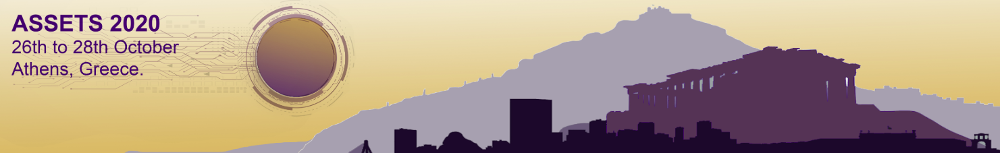 ASSETS 2020
26th to 28th October
Athens, Greece.